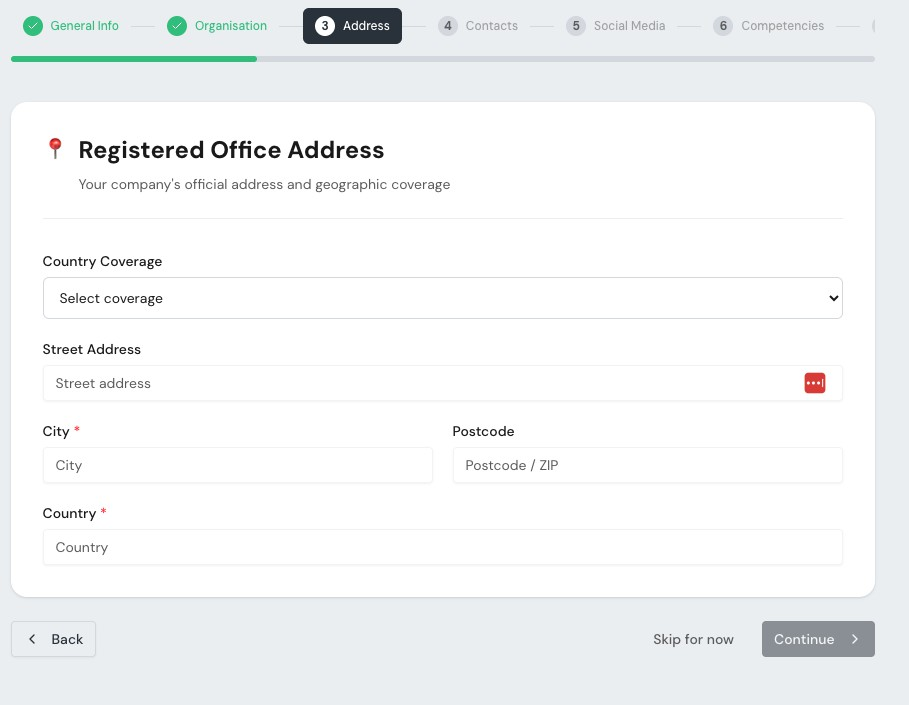 General Info
Organisation
3 Address
4 Contacts
5 Social Media
6 Competencies
Registered Office Address
Your company's official address and geographic coverage
Country Coverage
Select coverage
Street Address
Street address
City * Postcode
City Postcode / ZIP
Country *
Country
Back Skip for now Continue